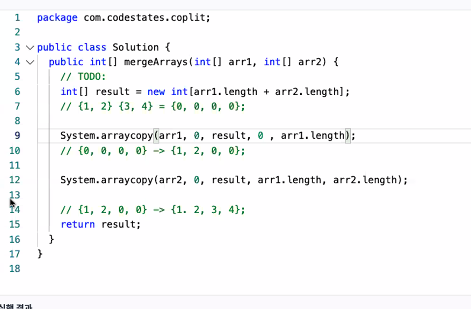 1 package com.codestates.coplit;
2
3 public class Solution {
4 public int[] mergeArrays(int[] arr1, int[] arr2) {
5 // TODO:
6 int[] result = new int[arr1.length + arr2.length];
7 // {1, 2} {3, 4} = {0, 0, 0, 0};
8
9 System.arraycopy(arr1, 0, result, 0 , arr1.length);
10 // {0, 0, 0, 0} -> {1, 2, 0, 0};
11
12 System.arraycopy(arr2, 0, result, arr1.length, arr2.length);
13
14 // {1, 2, 0, 0} -> {1. 2, 3, 4};
15 return result;
16 }
17 }
18
실행 결과